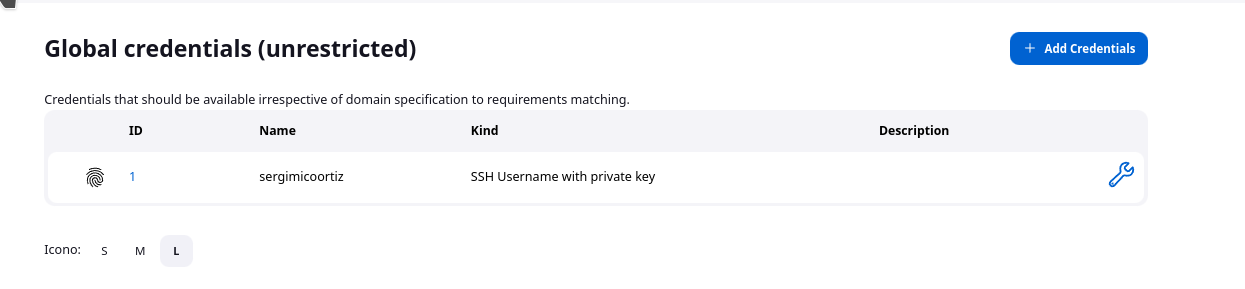 Global credentials (unrestricted)
+ Add Credentials
Credentials that should be available irrespective of domain specification to requirements matching.
ID Name Kind Description
1 sergimicoortiz SSH Username with private key
Icono: S M L